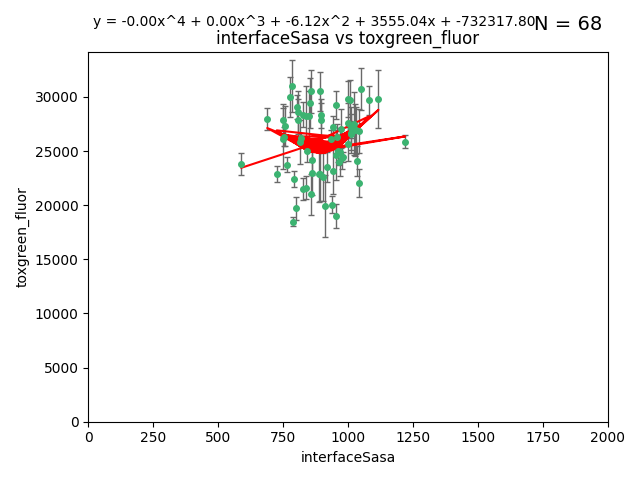 y = -0.00x^4 + 0.00x^3 + -6.12x^2 + 3555.04x + -732317.80
N = 68
interfaceSasa vs toxgreen_fluor
30000
25000
20000
15000
10000
5000
0
toxgreen_fluor
0 250 500 750 1000 1250 1500 1750 2000
interfaceSasa